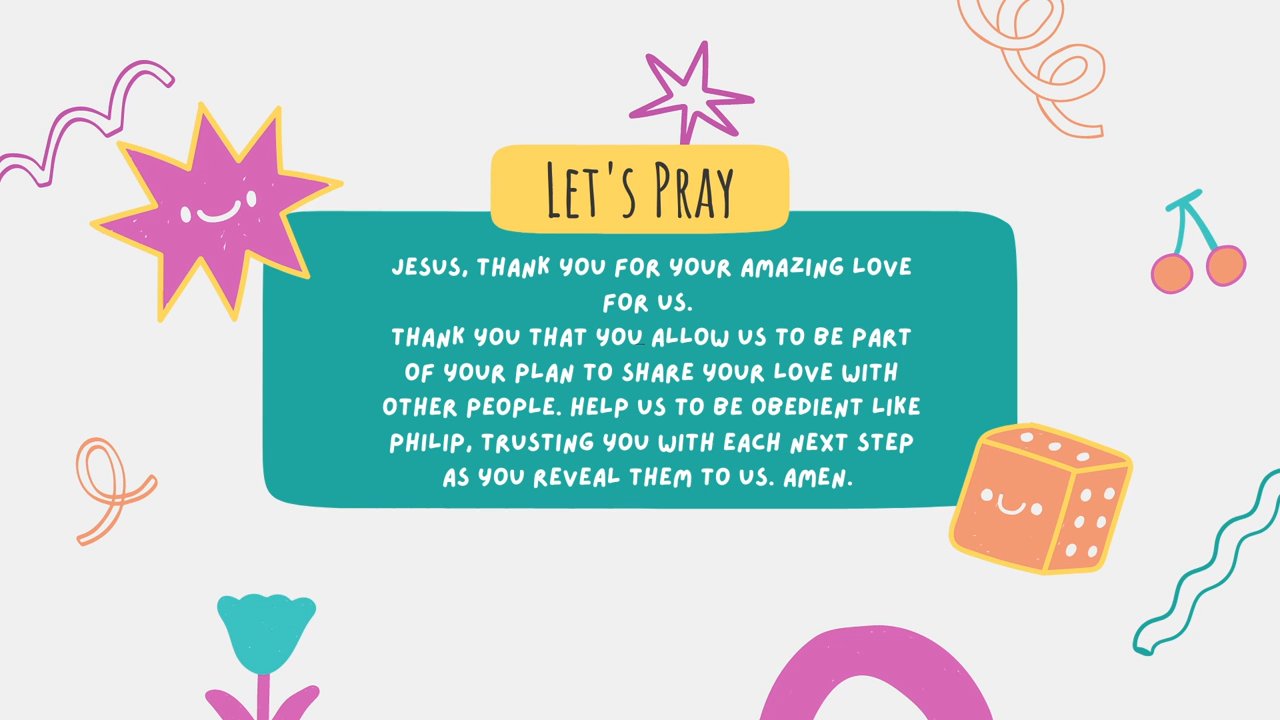 Let's Pray
JESUS, THANK YOU FOR YOUR AMAZING LOVE
FOR US.
THANK YOU THAT YOU ALLOW US TO BE PART
OF YOUR PLAN TO SHARE YOUR LOVE WITH
OTHER PEOPLE. HELP US TO BE OBEDIENT LIKE
PHILIP, TRUSTING YOU WITH EACH NEXT STEP
AS YOU REVEAL THEM TO US. AMEN.